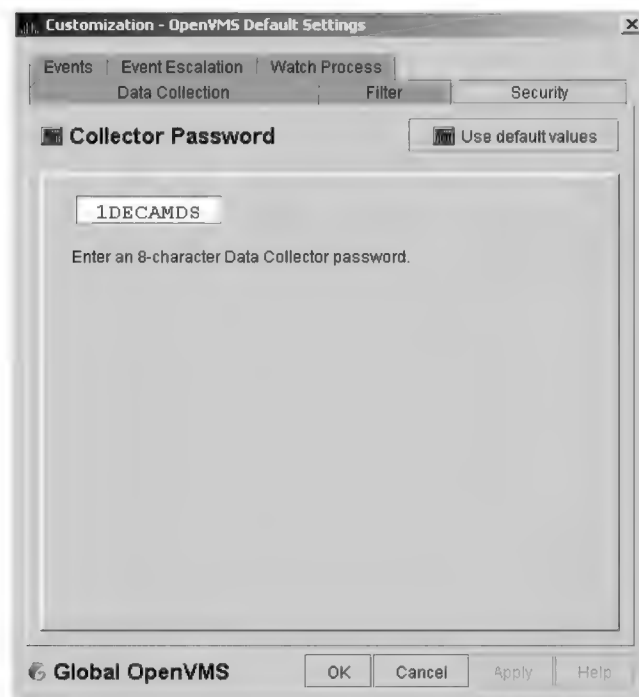 Customization - OpenVMS Default Settings
Events Event Escalation Watch Process
Data Collection Filter Security
Collector Password Use default values
1DECAMDS
Enter an 8-character Data Collector password.
Global OpenVMS OK Cancel Apply Help